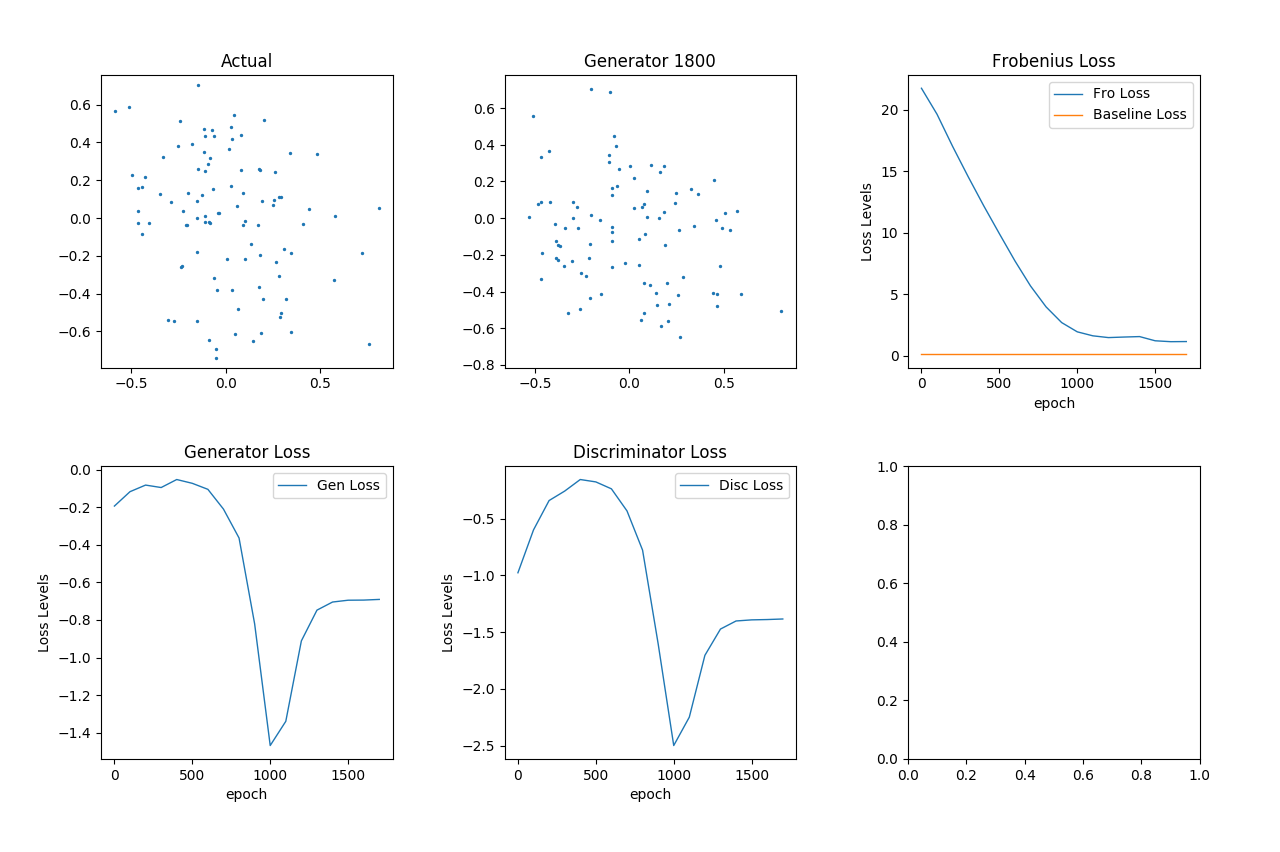 Actual
0.6
0.4
0.2
0.0
−0.2
−0.4
−0.6
−0.5 0.0 0.5
Generator 1800
0.6
0.4
0.2
0.0
−0.2
−0.4
−0.6
−0.8
−0.5 0.0 0.5
Frobenius Loss
Fro Loss
Baseline Loss
Loss Levels
20
15
10
5
0
0 500 1000 1500
epoch
Generator Loss
Gen Loss
Loss Levels
0.0
−0.2
−0.4
−0.6
−0.8
−1.0
−1.2
−1.4
0 500 1000 1500
epoch
Discriminator Loss
Disc Loss
Loss Levels
−0.5
−1.0
−1.5
−2.0
−2.5
0 500 1000 1500
epoch
1.0
0.8
0.6
0.4
0.2
0.0
0.0 0.2 0.4 0.6 0.8 1.0